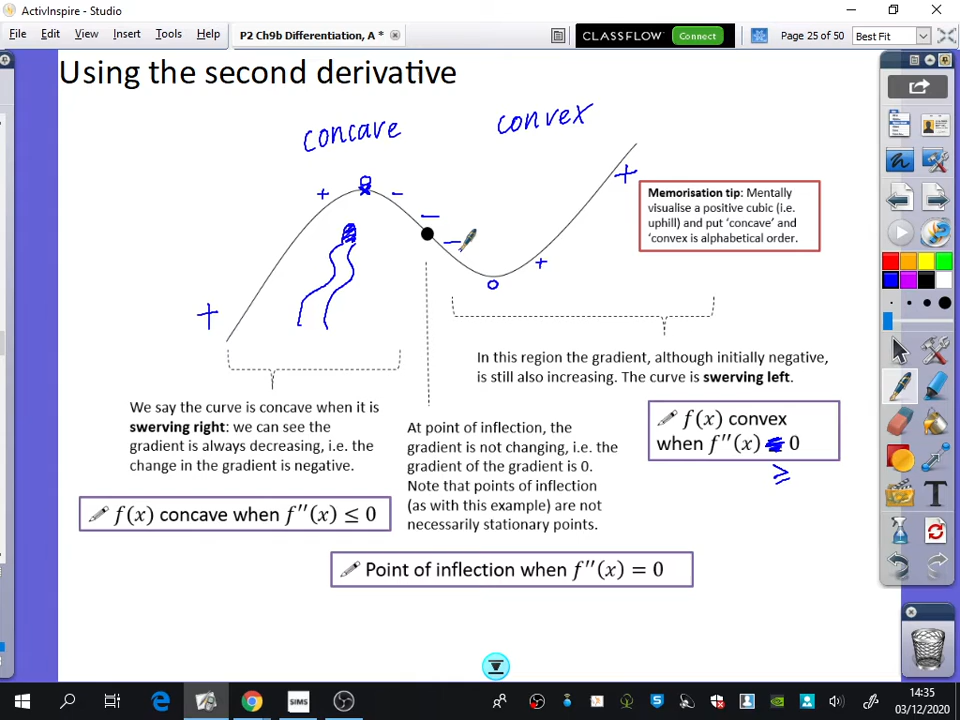 ActivInspire - Studio
File Edit View Insert Tools Help
P2 Ch9b Differentiation, A *
CLASSFLOW Connect
Page 25 of 50
Best Fit
Using the second derivative
concave
convex
+
-
-
-
+
+
o
+
Memorisation tip: Mentally
visualise a positive cubic (i.e.
uphill) and put 'concave' and
'convex is alphabetical order.
In this region the gradient, although initially negative,
is still also increasing. The curve is swerving left.
We say the curve is concave when it is
swerving right: we can see the
gradient is always decreasing, i.e. the
change in the gradient is negative.
At point of inflection, the
gradient is not changing, i.e. the
gradient of the gradient is 0.
Note that points of inflection
(as with this example) are not
necessarily stationary points.
f(x) convex
when f''(x) 0
≥
f(x) concave when f''(x) ≤ 0
Point of inflection when f''(x) = 0
SIMS
14:35
03/12/2020